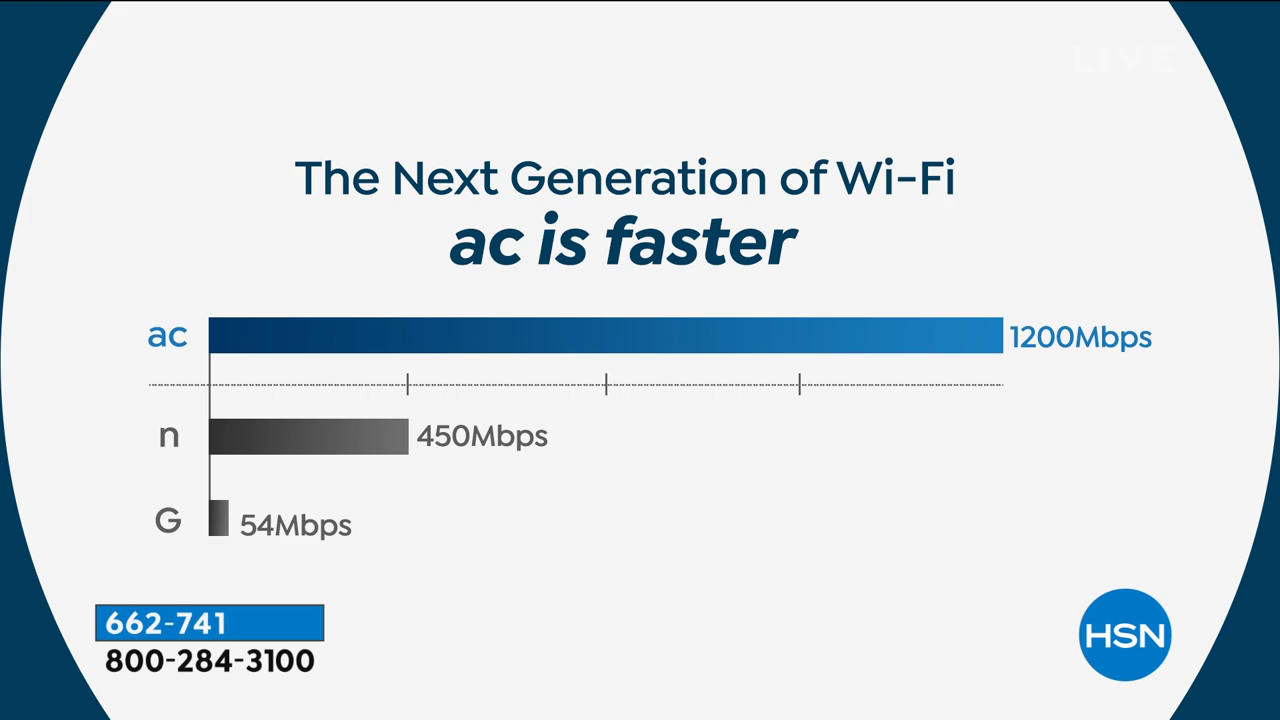 LIVE
The Next Generation of Wi-Fi
ac is faster
ac 1200Mbps
n 450Mbps
G 54Mbps
662-741
800-284-3100
HSN